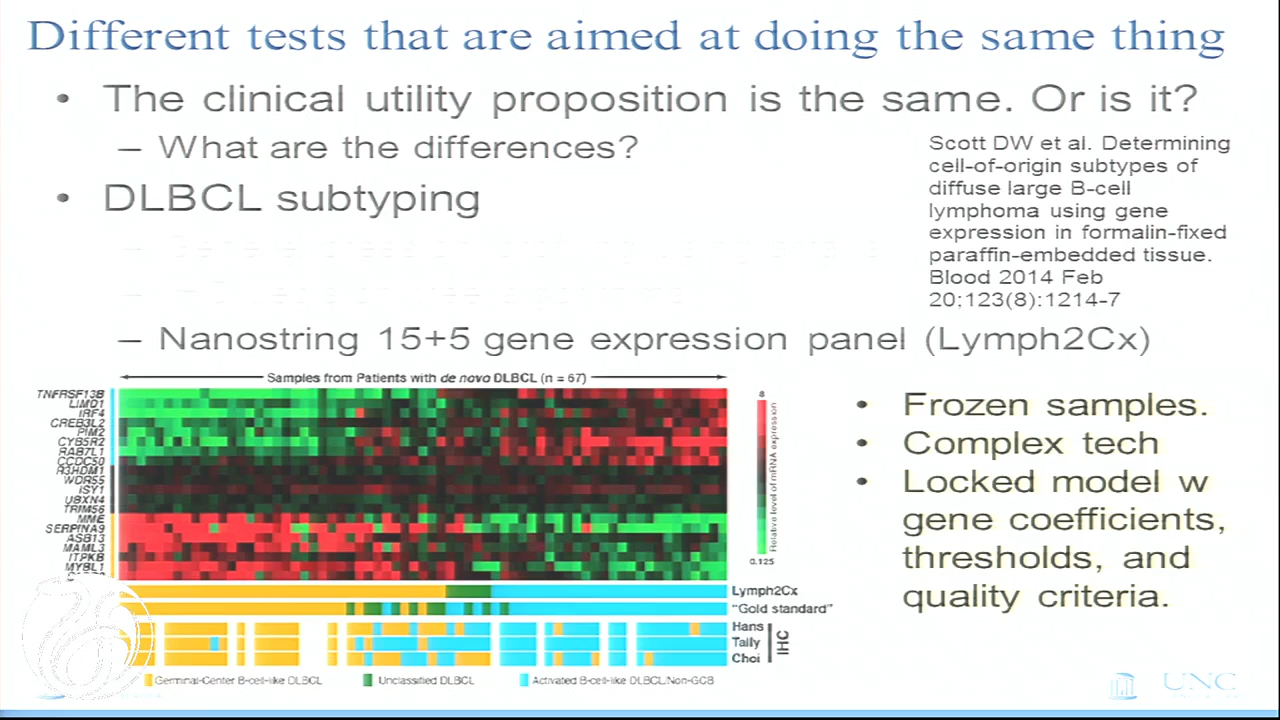 Different tests that are aimed at doing the same thing
• The clinical utility proposition is the same. Or is it?
– What are the differences?
• DLBCL subtyping
– Nanostring 15+5 gene expression panel (Lymph2Cx)
Scott DW et al. Determining
cell-of-origin subtypes of
diffuse large B-cell
lymphoma using gene
expression in formalin-fixed
paraffin-embedded tissue.
Blood 2014 Feb
20;123(8):1214-7
Samples from Patients with de novo DLBCL (n = 67)
TNFRSF13B
LIMD1
IRF4
CREB3L2
PIM2
CYB5R2
RAB7L1
CCDC50
R3HDM1
WDR55
ISY1
UBXN4
TRIM56
MME
SERPINA9
ASB13
MAML3
ITPKB
MYBL1
8
Relative level of mRNA expression
0.125
Lymph2Cx
"Gold standard"
Hans
Tally
Choi
IHC
Germinal-Center B-cell-like DLBCL
Unclassified DLBCL
Activated B-cell-like DLBCL/Non-GCB
• Frozen samples.
• Complex tech
• Locked model w
gene coefficients,
thresholds, and
quality criteria.
UNC